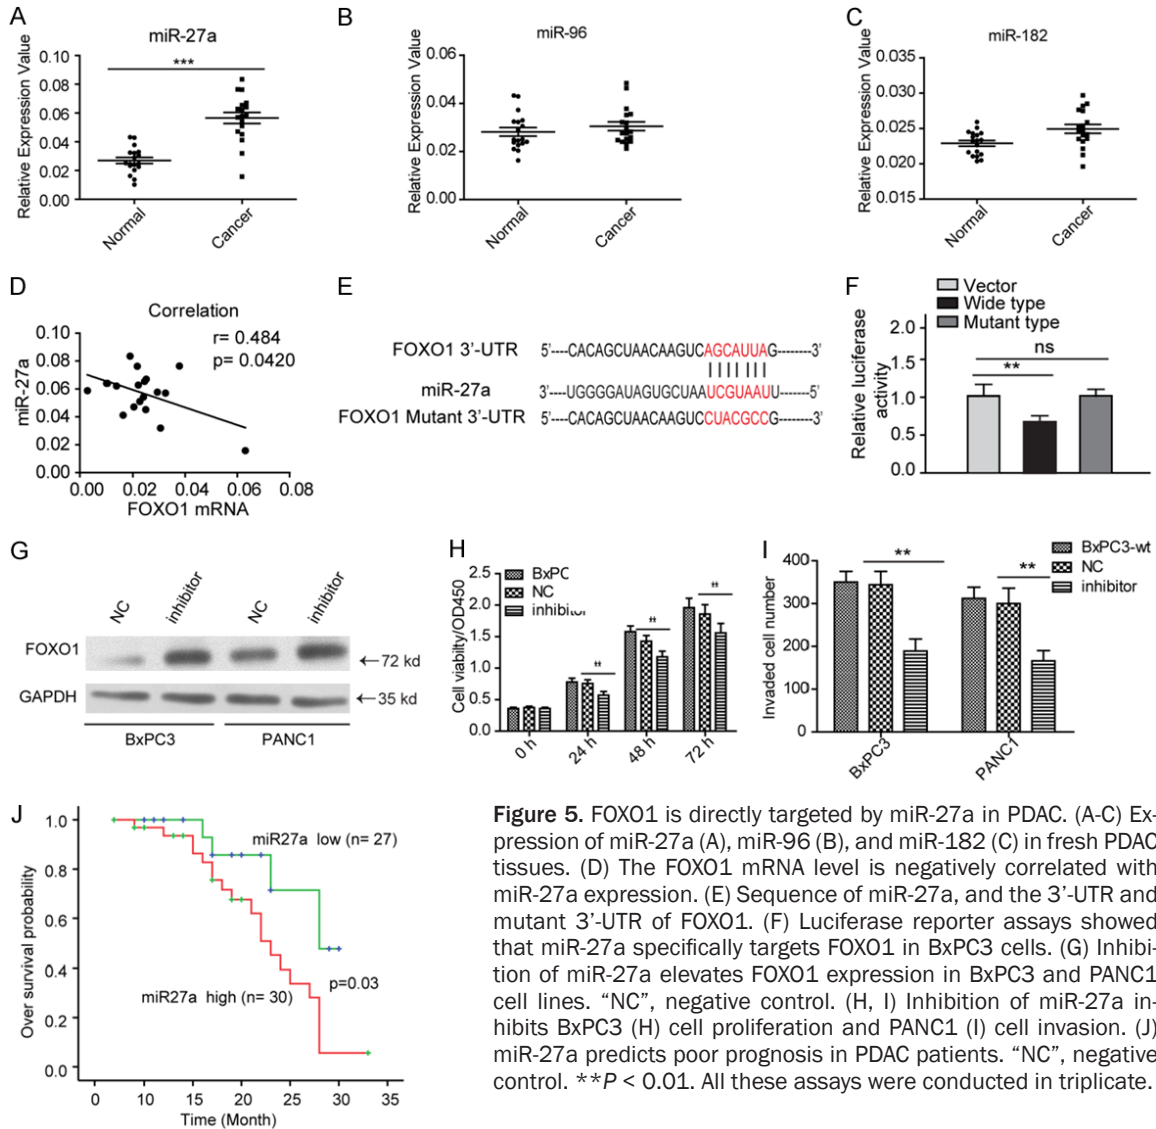 A
miR-27a
Relative Expression Value
0.10
0.08
0.06
0.04
0.02
0.00
***
Normal
Cancer
B
miR-96
Relative Expression Value
0.06
0.04
0.02
0.00
Normal
Cancer
C
miR-182
Relative Expression Value
0.035
0.030
0.025
0.020
0.015
Normal
Cancer
D
Correlation
r= 0.484
p= 0.0420
miR-27a
0.10
0.08
0.06
0.04
0.02
0.00
0.00 0.02 0.04 0.06 0.08
FOXO1 mRNA
E
FOXO1 3'-UTR 5'----CACAGCUAACAAGUCAGCAUUAG-------3'
miR-27a 3'----UGGGGAUAGUGCUAAUCGUAAUU------5'
FOXO1 Mutant 3'-UTR 5'----CACAGCUAACAAGUCCUACGCCG-------3'
F
Vector
Wide type
Mutant type
Relative luciferase
activity
2.0
1.5
1.0
0.5
0.0
ns
**
G
NC
inhibitor
NC
inhibitor
FOXO1
←72 kd
GAPDH
←35 kd
BxPC3 PANC1
H
BxPC
NC
inhibitor
Cell viabilty/OD450
2.5
2.0
1.5
1.0
0.5
0.0
**
**
**
0 h
24 h
48 h
72 h
I
BxPC3-wt
NC
inhibitor
Invaded cell number
400
300
200
100
0
**
**
BxPC3
PANC1
J
Over survival probability
1.0
0.8
0.6
0.4
0.2
0.0
miR27a low (n= 27)
miR27a high (n= 30)
p=0.03
0 5 10 15 20 25 30 35
Time (Month)
Figure 5. FOXO1 is directly targeted by miR-27a in PDAC. (A-C) Ex-
pression of miR-27a (A), miR-96 (B), and miR-182 (C) in fresh PDAC
tissues. (D) The FOXO1 mRNA level is negatively correlated with
miR-27a expression. (E) Sequence of miR-27a, and the 3'-UTR and
mutant 3'-UTR of FOXO1. (F) Luciferase reporter assays showed
that miR-27a specifically targets FOXO1 in BxPC3 cells. (G) Inhibi-
tion of miR-27a elevates FOXO1 expression in BxPC3 and PANC1
cell lines. “NC”, negative control. (H, I) Inhibition of miR-27a in-
hibits BxPC3 (H) cell proliferation and PANC1 (I) cell invasion. (J)
miR-27a predicts poor prognosis in PDAC patients. “NC”, negative
control. **P < 0.01. All these assays were conducted in triplicate.